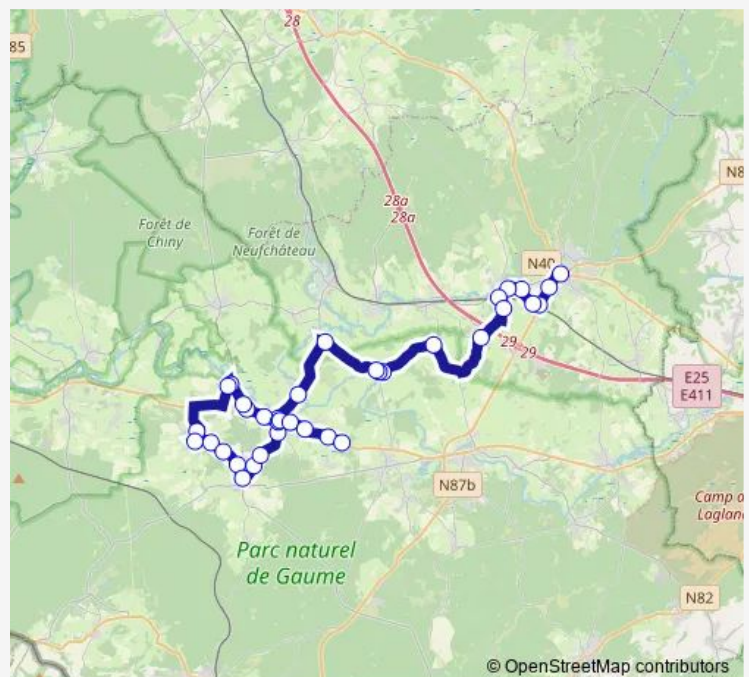 28
85
28a
28a
Forêt de
Chiny
Forêt de
Neufchâteau
N8
N40
29
29
E25
E411
N87b
Camp d
Laglan
Parc naturel
de Gaume
N82
© OpenStreetMap contributors